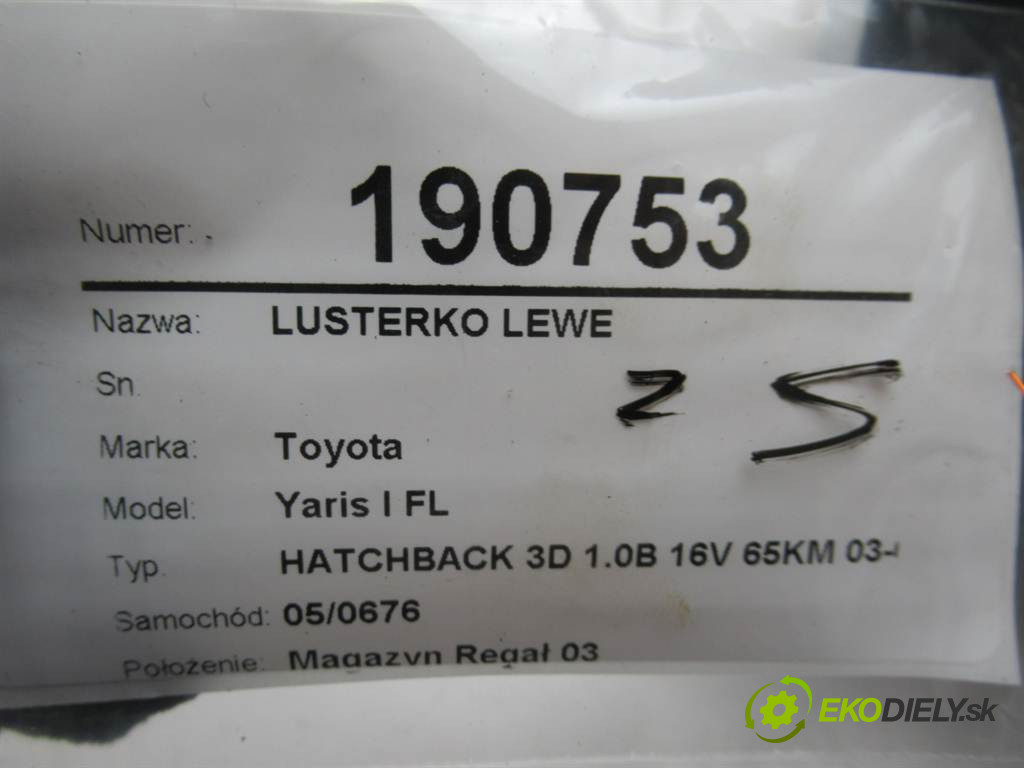 Numer: 190753
Nazwa: LUSTERKO LEWE
Sn.
25
Marka: Toyota
Model: Yaris I FL
Typ. HATCHBACK 3D 1.0B 16V 65KM 03-
Samochód: 05/0676
Położenie: Magazyn Regał 03
EKODIELY.sk